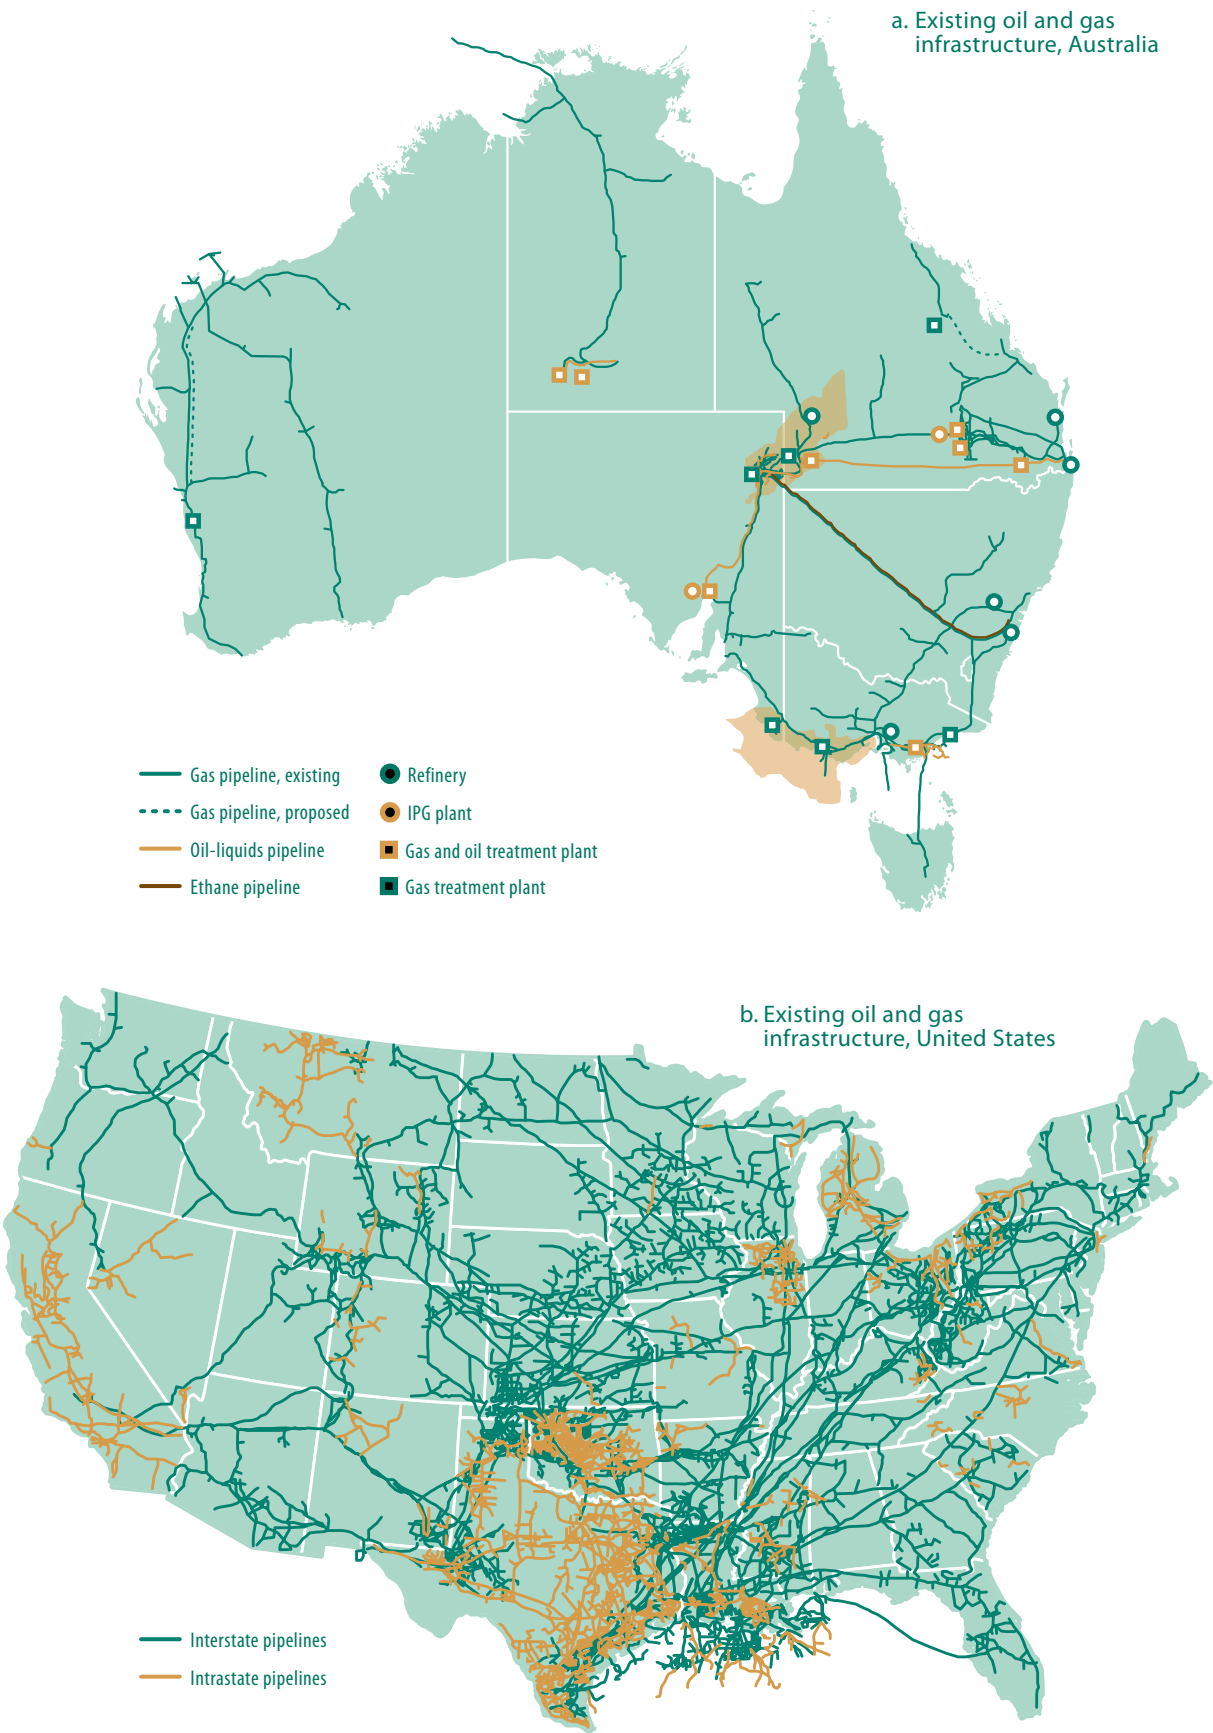 a. Existing oil and gas
infrastructure, Australia
Gas pipeline, existing
Gas pipeline, proposed
Oil-liquids pipeline
Ethane pipeline
Refinery
IPG plant
Gas and oil treatment plant
Gas treatment plant
b. Existing oil and gas
infrastructure, United States
Interstate pipelines
Intrastate pipelines